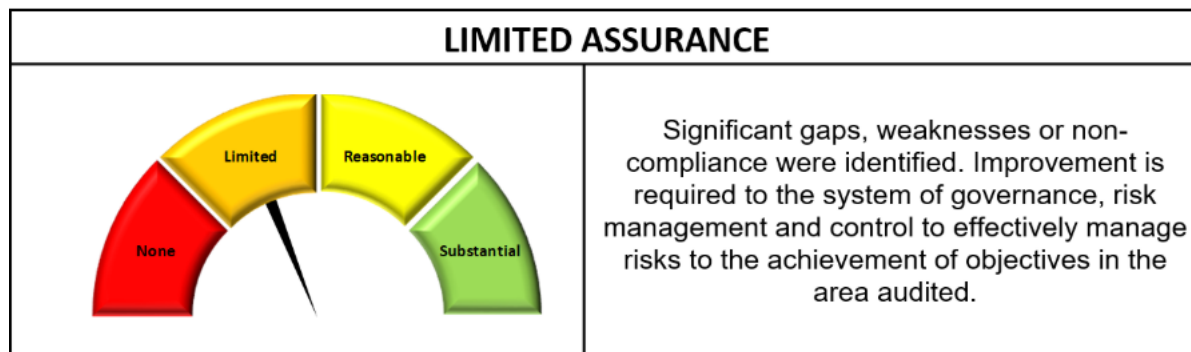 LIMITED ASSURANCE
Limited
Reasonable
None
Substantial
Significant gaps, weaknesses or non-
compliance were identified. Improvement is
required to the system of governance, risk
management and control to effectively manage
risks to the achievement of objectives in the
area audited.